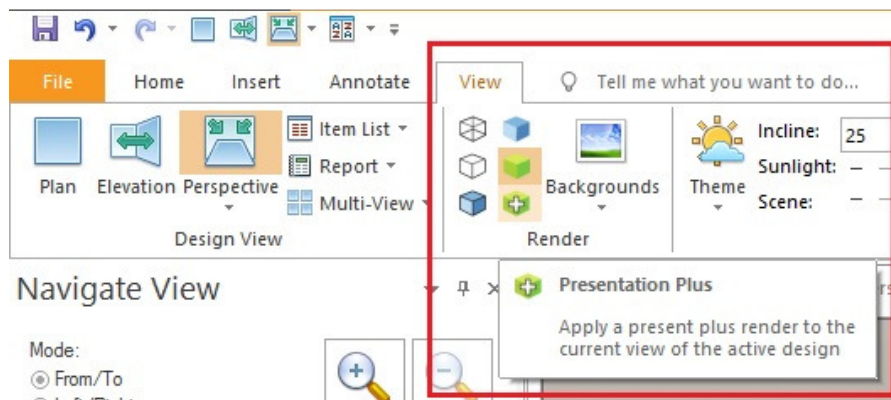 File Home Insert Annotate View Tell me what you want to do...
Item List Incline: 25
Report Sunlight:
Plan Elevation Perspective Multi-View Backgrounds Theme Scene:
Design View Render
Navigate View
Presentation Plus
Apply a present plus render to the
current view of the active design
Mode:
From/To